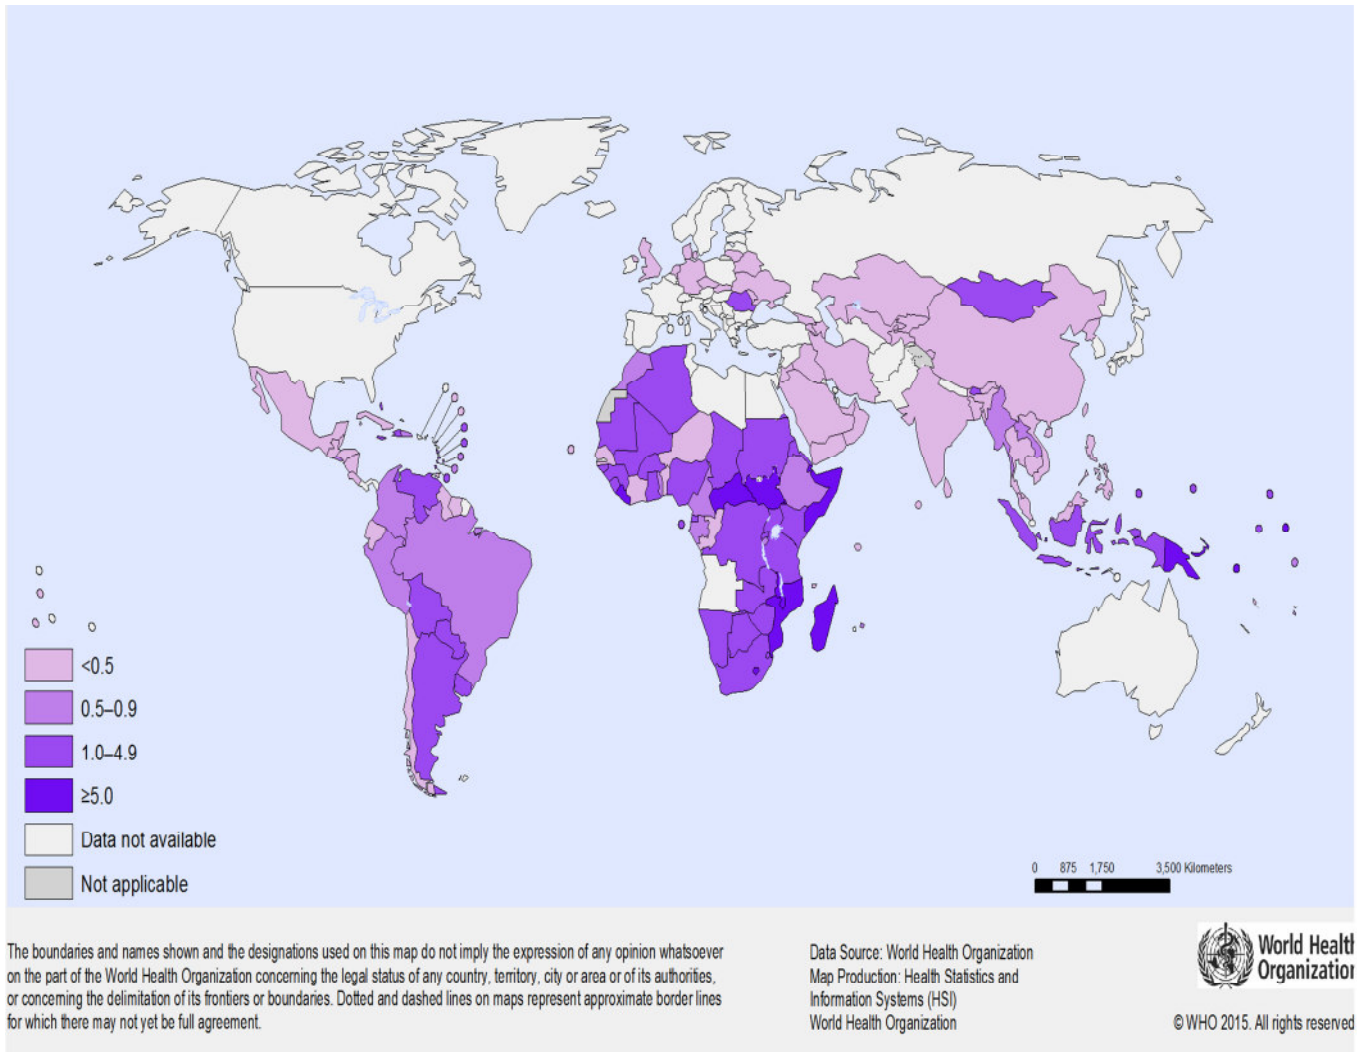 <0.5
0.5–0.9
1.0–4.9
≥5.0
Data not available
Not applicable
0 875 1,750 3,500 Kilometers
The boundaries and names shown and the designations used on this map do not imply the expression of any opinion whatsoever
on the part of the World Health Organization concerning the legal status of any country, territory, city or area or of its authorities,
or concerning the delimitation of its frontiers or boundaries. Dotted and dashed lines on maps represent approximate border lines
for which there may not yet be full agreement.
Data Source: World Health Organization
Map Production: Health Statistics and
Information Systems (HSI)
World Health Organization
World Health
Organization
© WHO 2015. All rights reserved